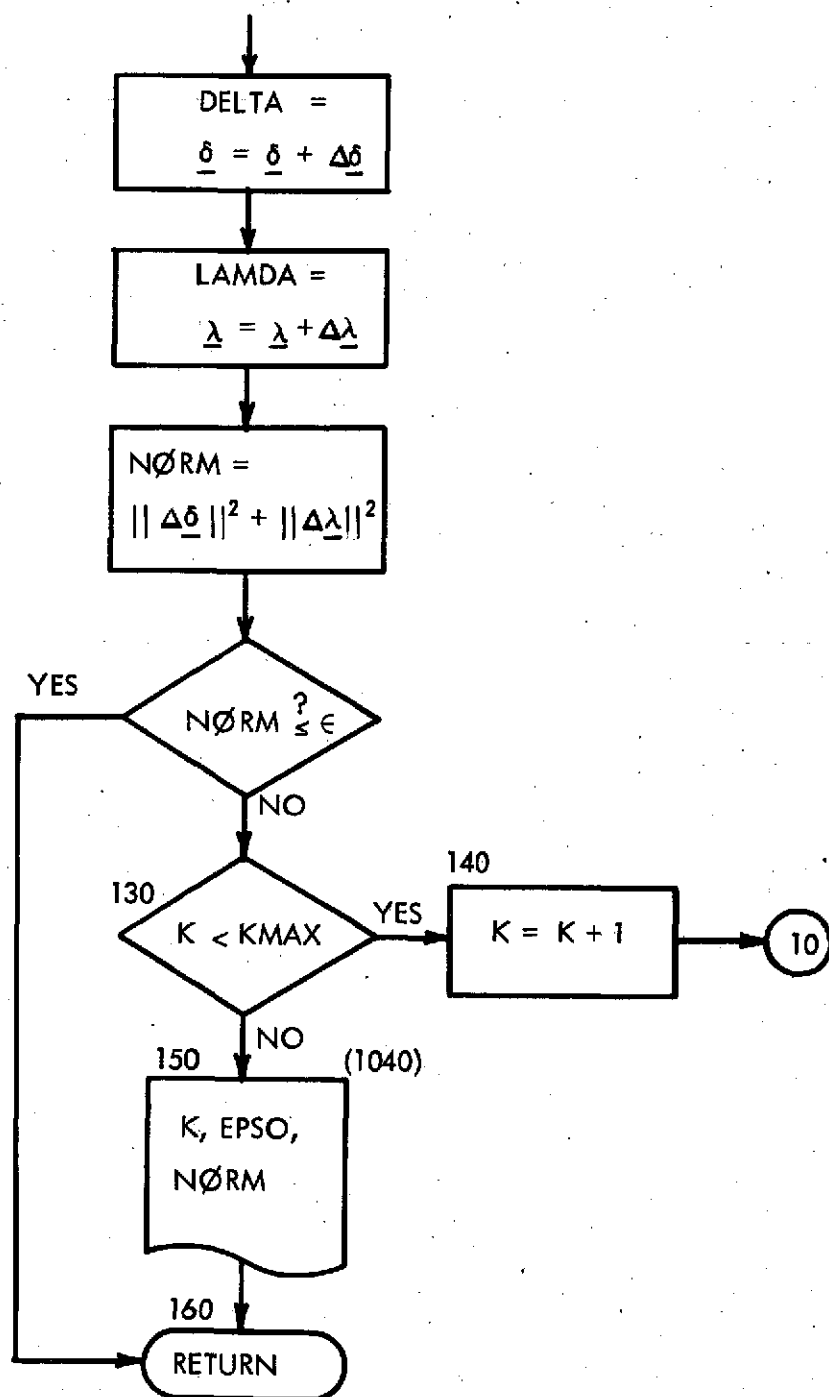 DELTA =
δ = δ + Δδ
LAMDA =
λ = λ + Δλ
NØRM =
|| Δδ ||² + ||Δλ||²
YES
NØRM ≤ ϵ
?
NO
130
K < KMAX
YES
140
K = K + 1
10
NO
150
(1040)
K, EPSO,
NØRM
160
RETURN